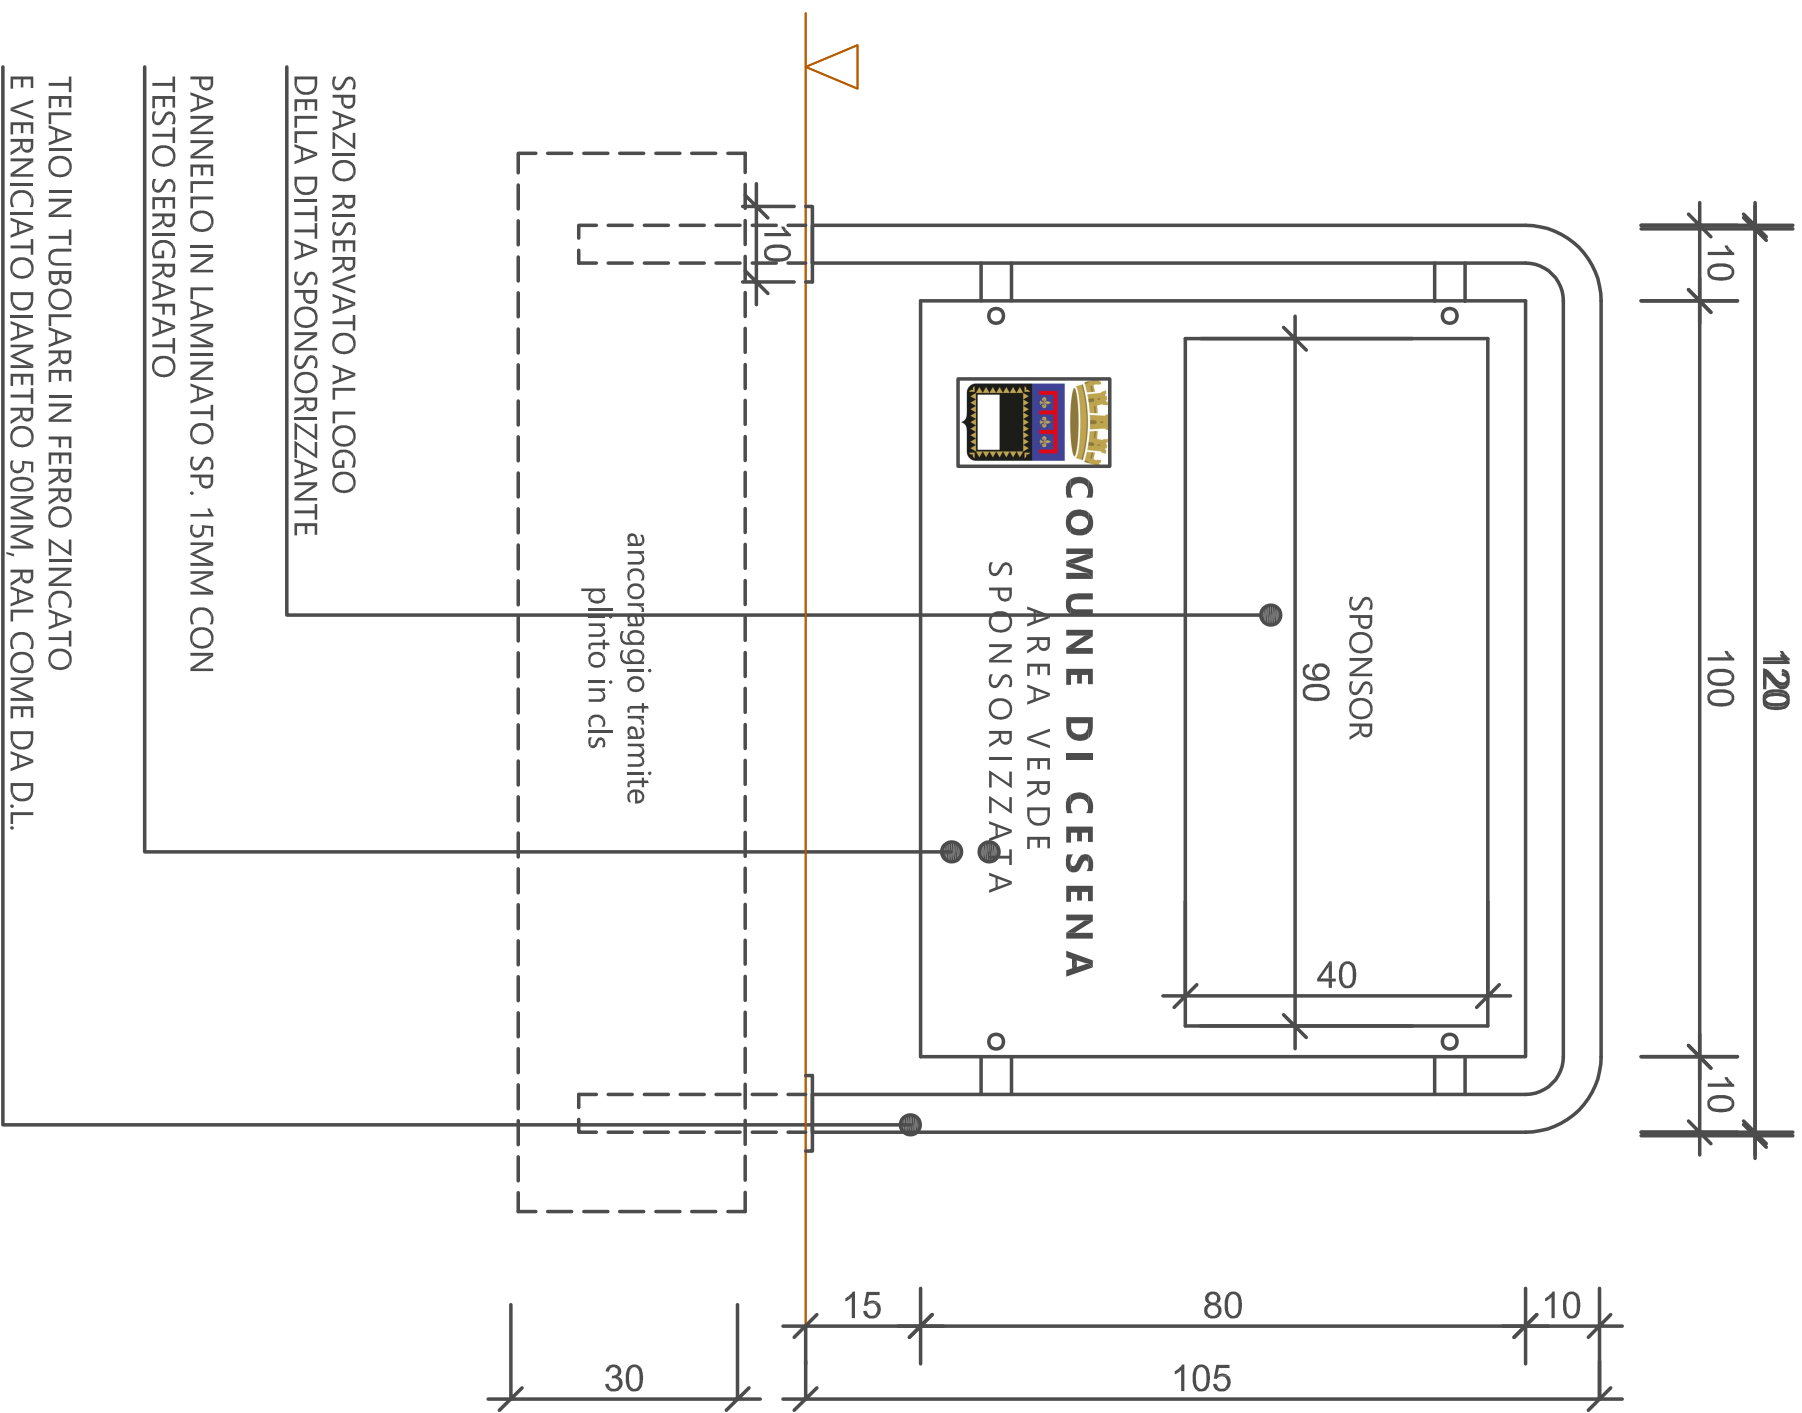 120
10
100
10
SPONSOR
90
40
COMUNE DI CESENA
AREA VERDE
SPONSORIZZATA
10
10
80
15
105
30
ancoraggio tramite
plinto in cls
SPAZIO RISERVATO AL LOGO
DELLA DITTA SPONSORIZZANTE
PANNELLO IN LAMINATO SP. 15MM CON
TESTO SERIGRAFATO
TELAIO IN TUBOLARE IN FERRO ZINCATO
E VERNICIATO DIAMETRO 50MM, RAL COME DA D.L.